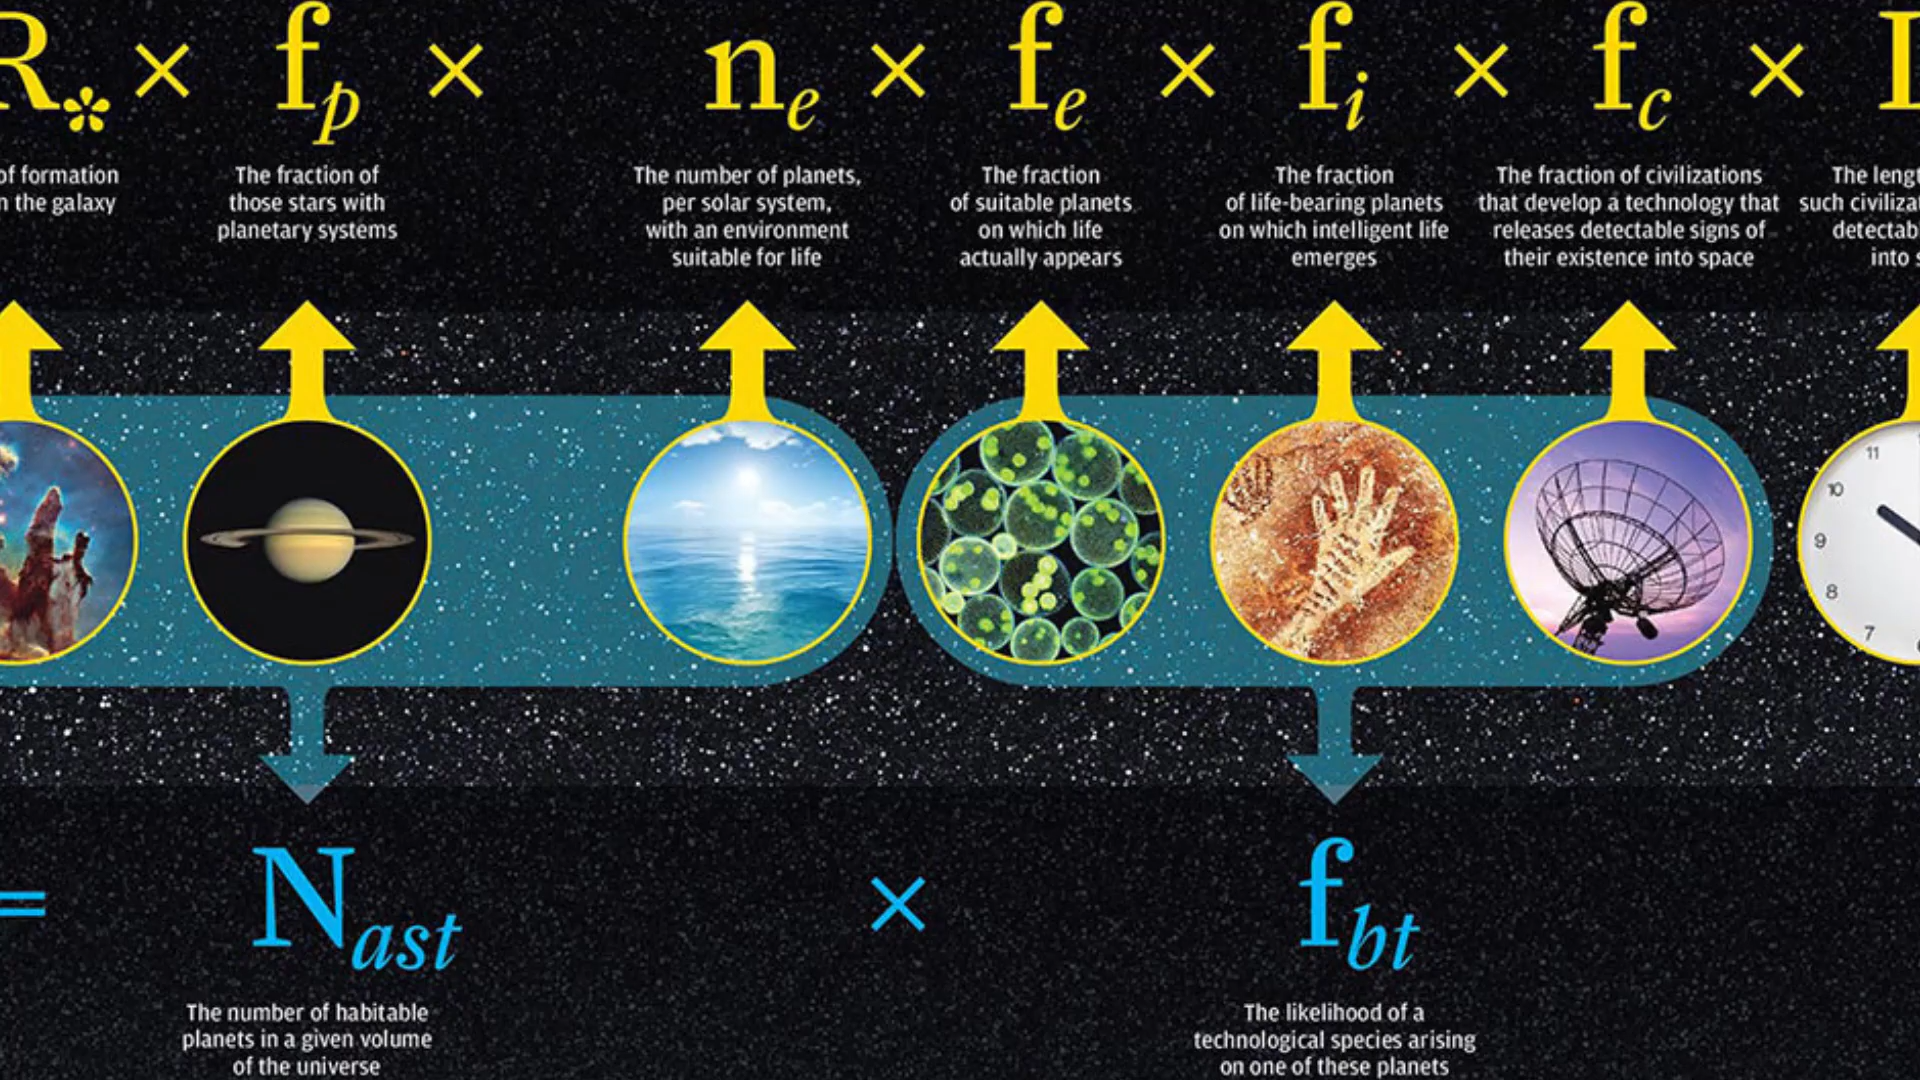 R* × fp × ne × fe × fi × fc ×
of formation
the galaxy
The fraction of
those stars with
planetary systems
The number of planets,
per solar system,
with an environment
suitable for life
The fraction
of suitable planets
on which life
actually appears
The fraction
of life-bearing planets
on which intelligent life
emerges
The fraction of civilizations
that develop a technology that
releases detectable signs of
their existence into space
The
such
into
11
10
9
8
7
= Nast × fbt
The number of habitable
planets in a given volume
of the universe
The likelihood of a
technological species arising
on one of these planets